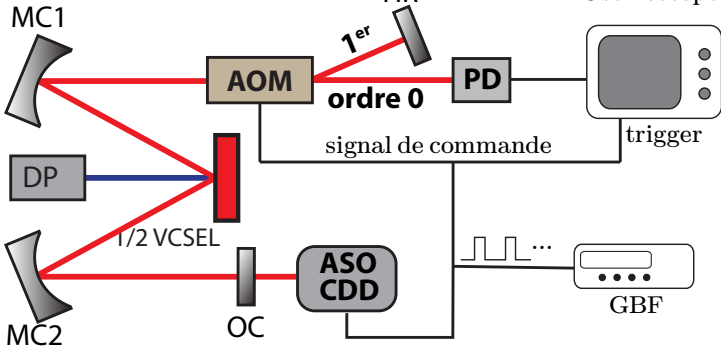 MC1
1er
AOM
ordre 0
PD
trigger
signal de commande
DP
1/2 VCSEL
ASO
CDD
...
GBF
OC
MC2